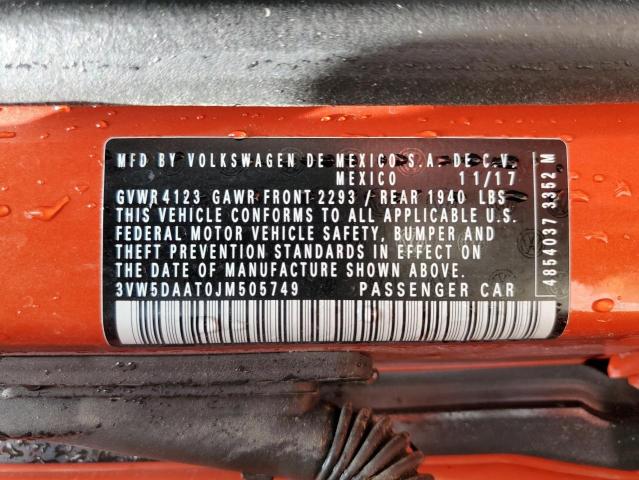 MFD BY VOLKSWAGEN DE MEXICO S.A. DE C.V.
MEXICO 11/17
GVWR 4123 GAWR FRONT 2293 / REAR 1940 LBS
THIS VEHICLE CONFORMS TO ALL APPLICABLE U.S.
FEDERAL MOTOR VEHICLE SAFETY, BUMPER AND
THEFT PREVENTION STANDARDS IN EFFECT ON
THE DATE OF MANUFACTURE SHOWN ABOVE.
3VW5DAAT0JM505749 PASSENGER CAR
4854037 3352 M